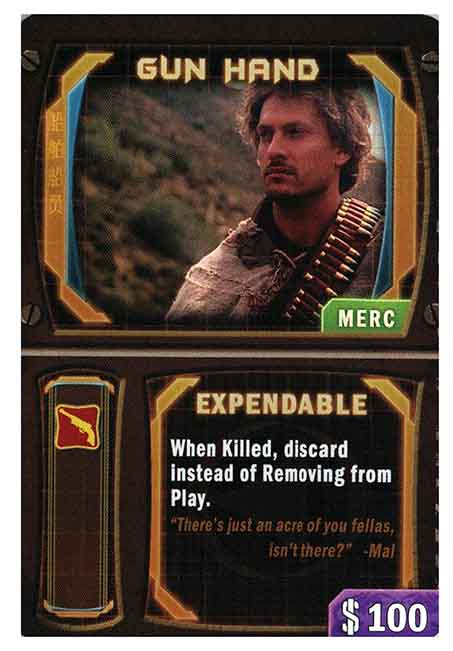 GUN HAND
MERC
EXPENDABLE
When Killed, discard
instead of Removing from
Play.
"There's just an acre of you fellas,
isn't there?" -Mal
$ 100